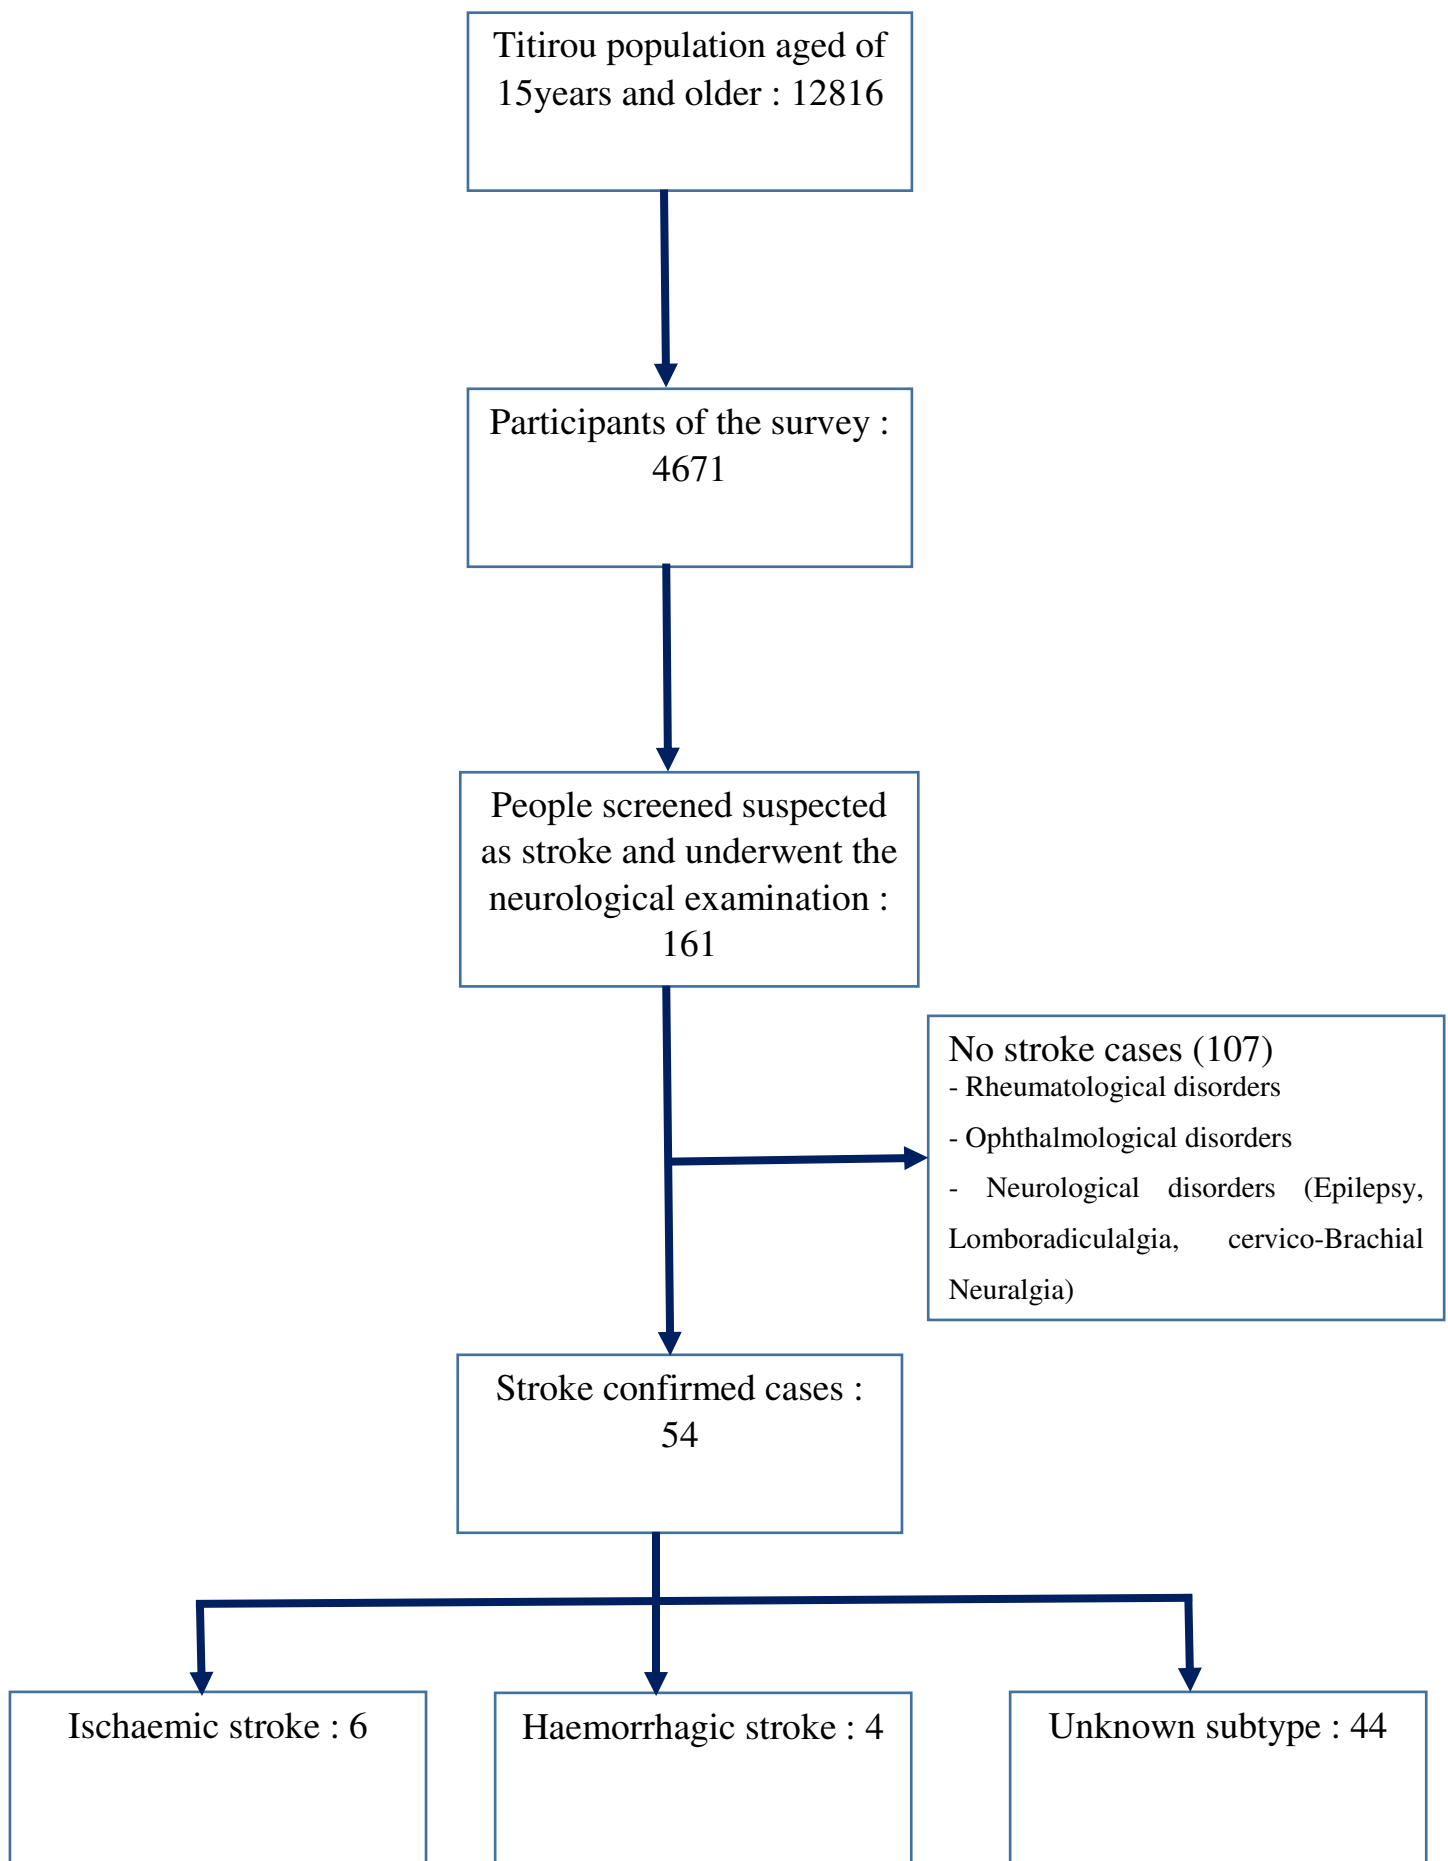 Titirou population aged of
15years and older : 12816
Participants of the survey :
4671
People screened suspected
as stroke and underwent the
neurological examination :
161
No stroke cases (107)
- Rheumatological disorders
- Ophthalmological disorders
- Neurological disorders (Epilepsy,
Lomboradiculalgia, cervico-Brachial
Neuralgia)
Stroke confirmed cases :
54
Ischaemic stroke : 6
Haemorrhagic stroke : 4
Unknown subtype : 44